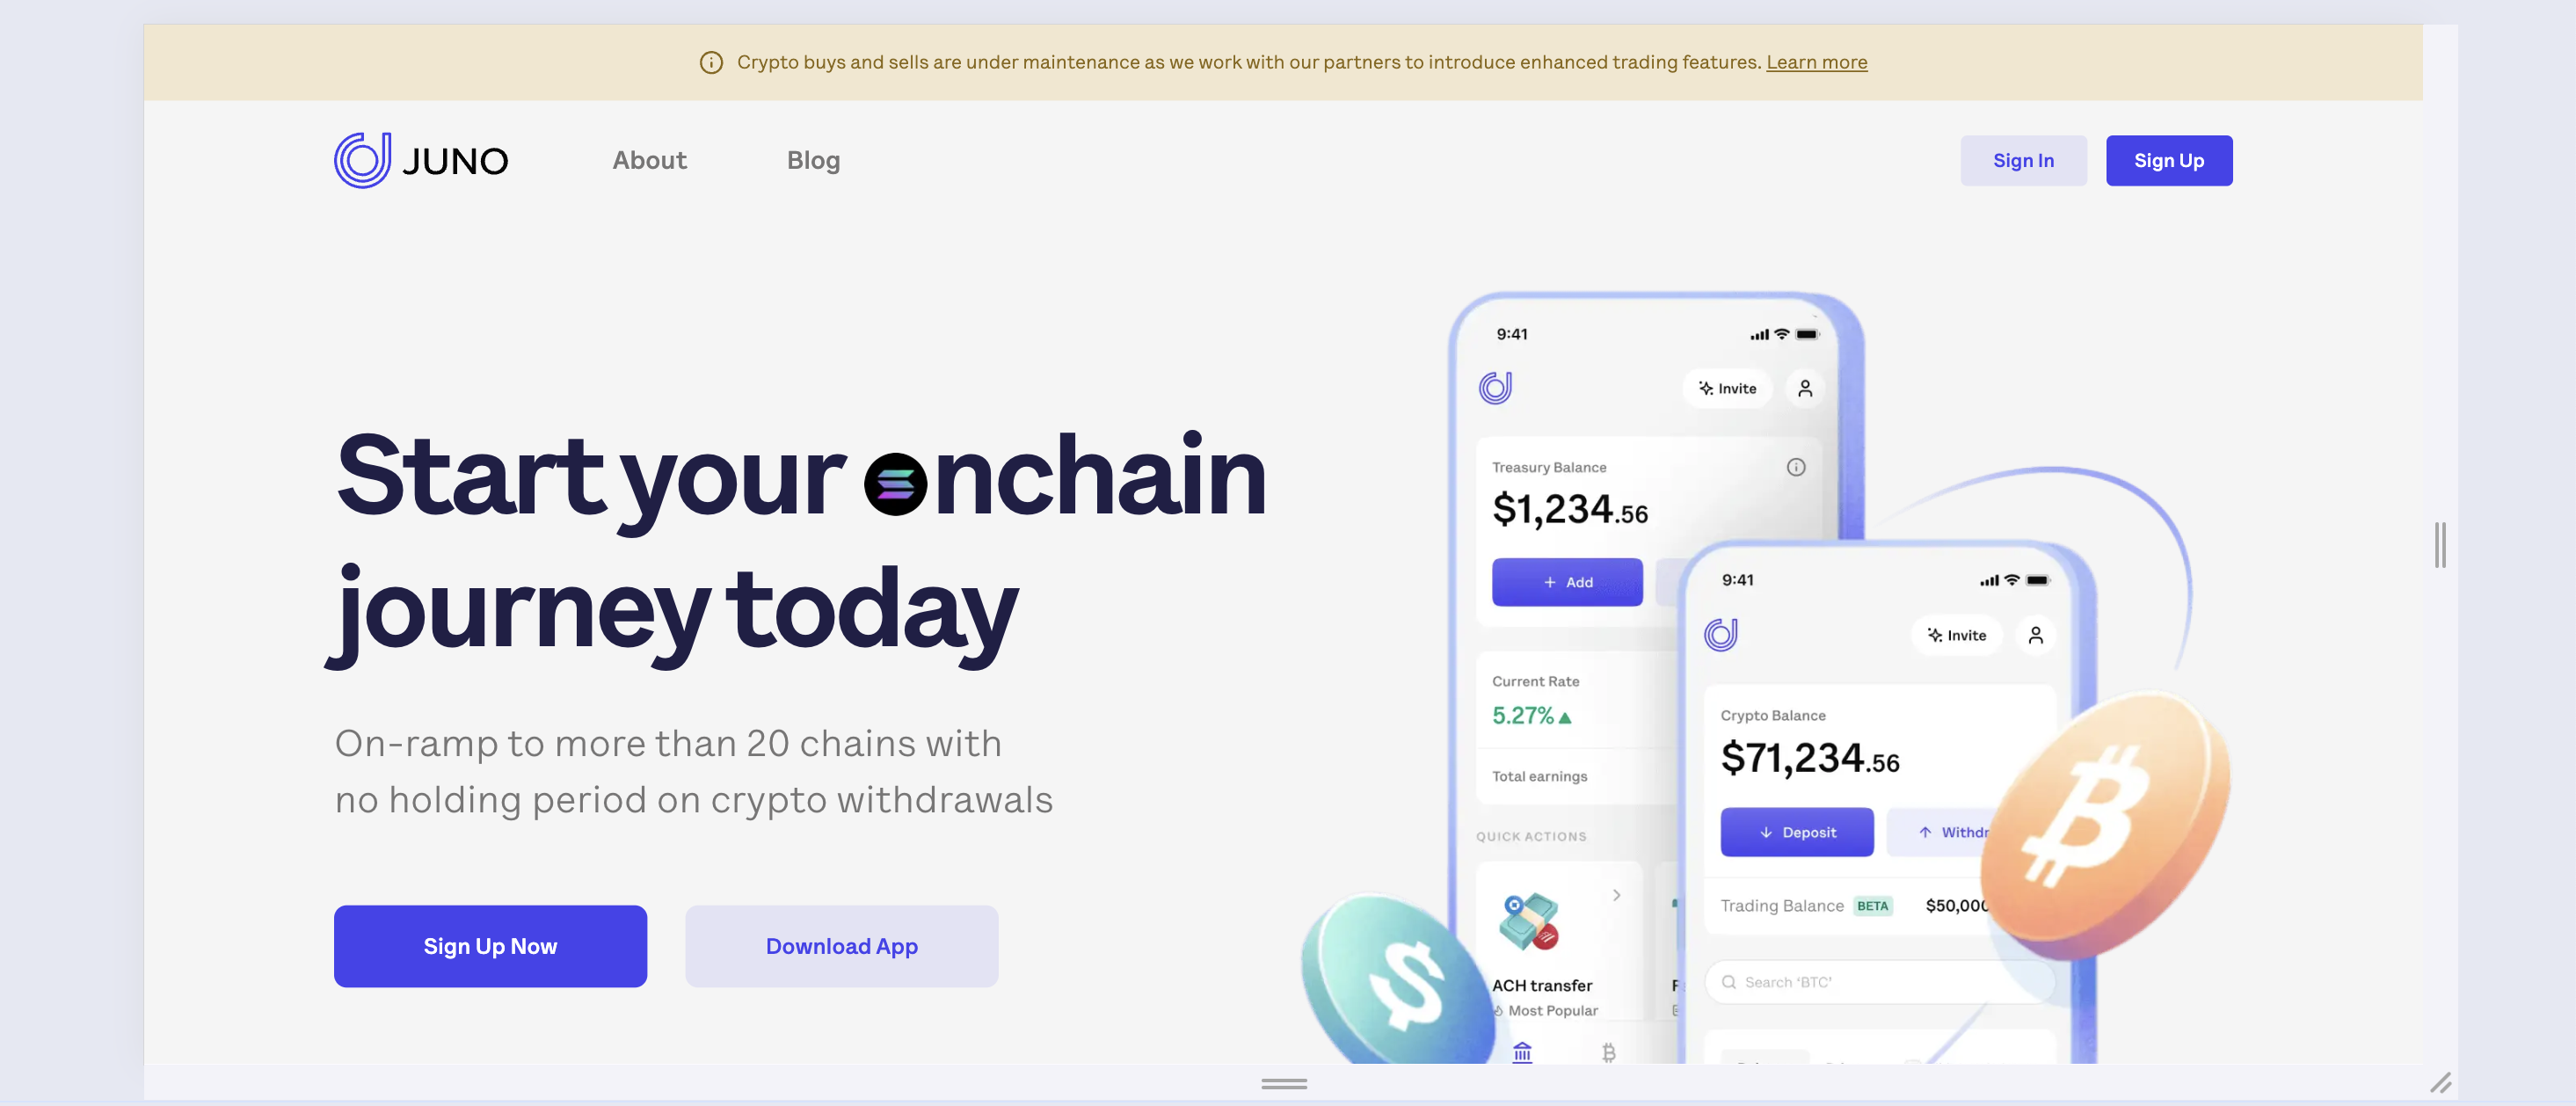 Crypto buys and sells are under maintenance as we work with our partners to introduce enhanced trading features. Learn more
JUNO
About
Blog
Sign In
Sign Up
Start your onchain
journey today
On-ramp to more than 20 chains with
no holding period on crypto withdrawals
Sign Up Now
Download App
9:41
Invite
Treasury Balance
$1,234.56
+ Add
Current Rate
5.27%
Total earnings
QUICK ACTIONS
ACH transfer
Most Popular
9:41
Invite
Crypto Balance
$71,234.56
Deposit
Withdr
Trading Balance BETA $50,000
Search ‘BTC’